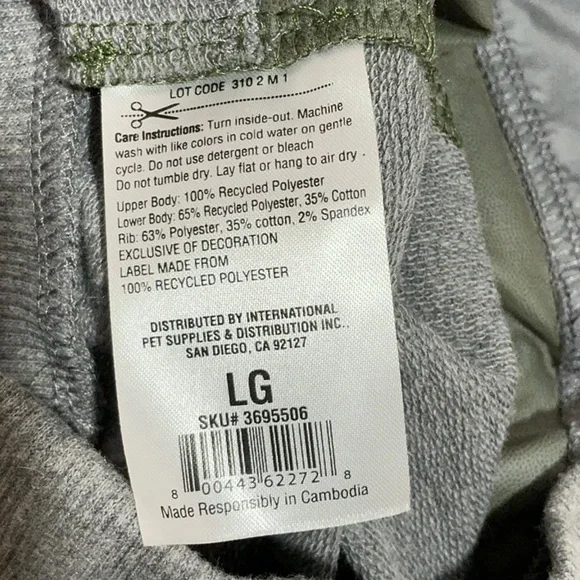 LOT CODE 310 2 M 1
Care Instructions: Turn inside-out. Machine
wash with like colors in cold water on gentle
cycle. Do not use detergent or bleach
Do not tumble dry. Lay flat or hang to air dry .
Upper Body: 100% Recycled Polyester
Lower Body: 65% Recycled Polyester, 35% Cotton
Rib: 63% Polyester, 35% cotton, 2% Spandex
EXCLUSIVE OF DECORATION
LABEL MADE FROM
100% RECYCLED POLYESTER
DISTRIBUTED BY INTERNATIONAL
PET SUPPLIES & DISTRIBUTION INC.,
SAN DIEGO, CA 92127
LG
SKU# 3695506
8 00443 62272 8
Made Responsibly in Cambodia